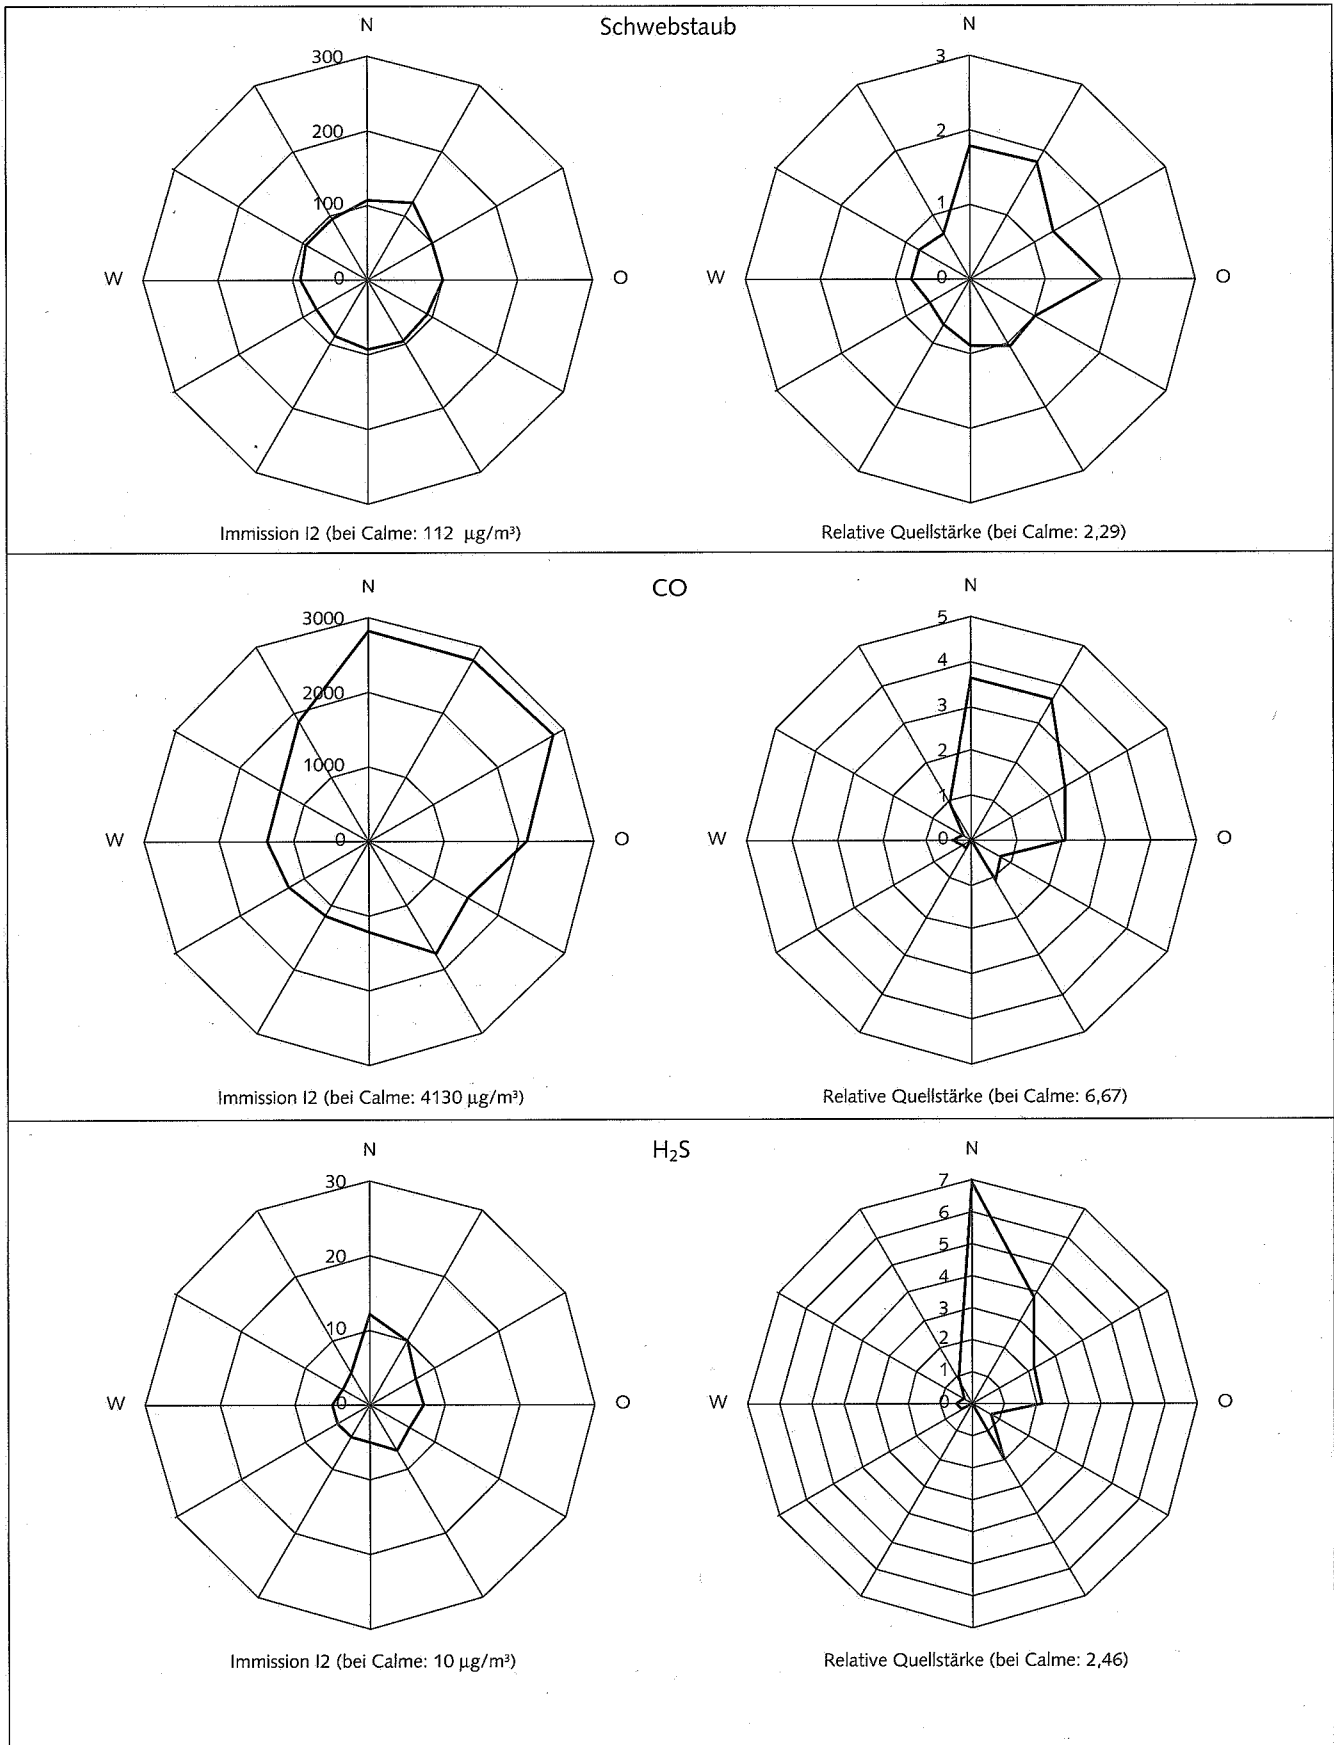 Schwebstaub
N
300
200
100
0
W
O
Immission I2 (bei Calme: 112 µg/m³)
N
3
2
1
0
W
O
Relative Quellstärke (bei Calme: 2,29)
CO
N
3000
2000
1000
0
W
O
Immission I2 (bei Calme: 4130 µg/m³)
N
5
4
3
2
1
0
W
O
Relative Quellstärke (bei Calme: 6,67)
H₂S
N
30
20
10
0
W
O
Immission I2 (bei Calme: 10 µg/m³)
N
7
6
5
4
3
2
1
0
W
O
Relative Quellstärke (bei Calme: 2,46)